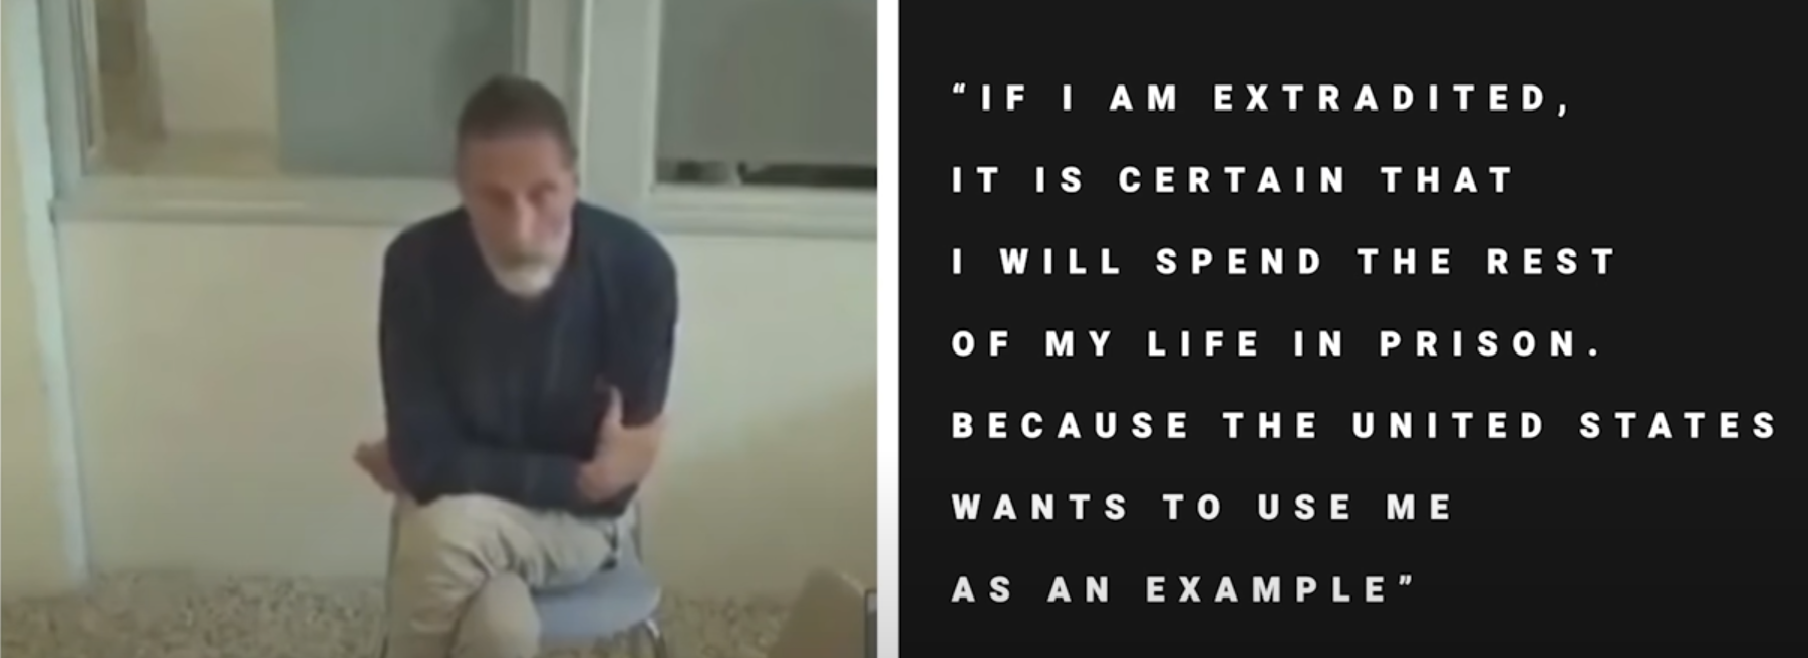 “IF I AM EXTRADITED,
IT IS CERTAIN THAT
I WILL SPEND THE REST
OF MY LIFE IN PRISON.
BECAUSE THE UNITED STATES
WANTS TO USE ME
AS AN EXAMPLE”